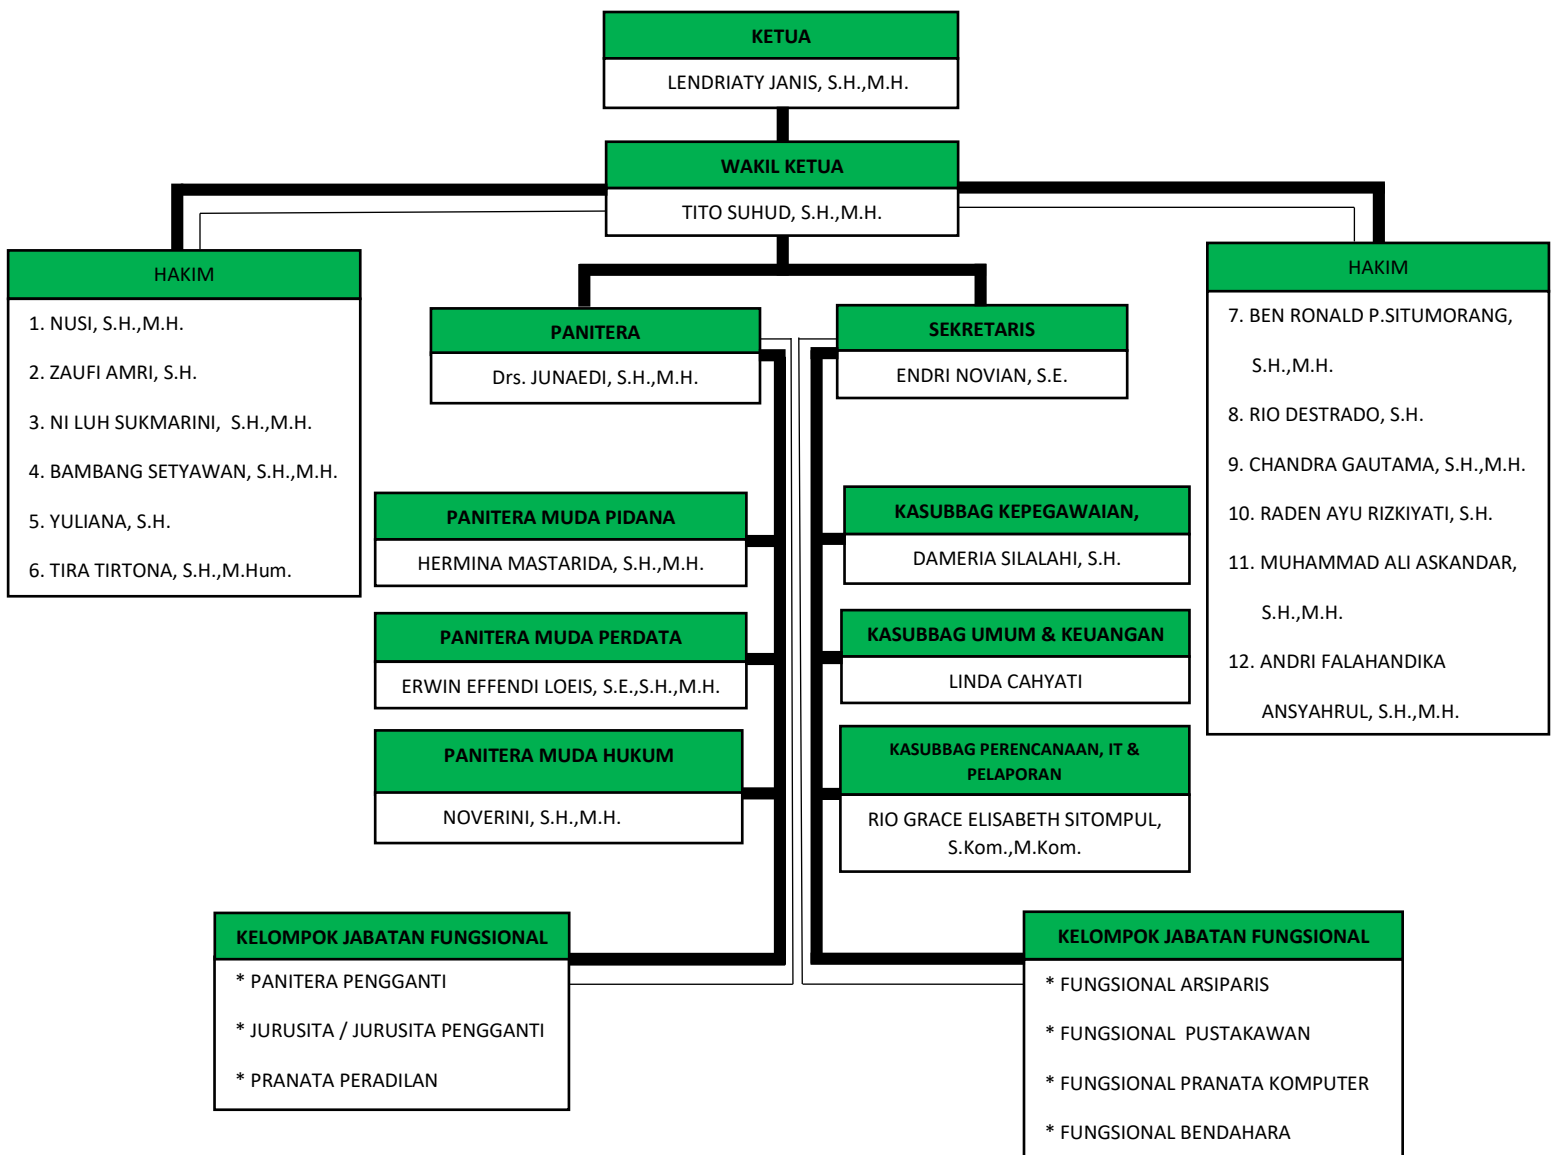 KETUA
LENDRIATY JANIS, S.H.,M.H.
WAKIL KETUA
TITO SUHUD, S.H.,M.H.
HAKIM
1. NUSI, S.H.,M.H.
2. ZAUFI AMRI, S.H.
3. NI LUH SUKMARINI, S.H.,M.H.
4. BAMBANG SETYAWAN, S.H.,M.H.
5. YULIANA, S.H.
6. TIRA TIRTONA, S.H.,M.Hum.
HAKIM
7. BEN RONALD P.SITUMORANG,
S.H.,M.H.
8. RIO DESTRADO, S.H.
9. CHANDRA GAUTAMA, S.H.,M.H.
10. RADEN AYU RIZKIYATI, S.H.
11. MUHAMMAD ALI ASKANDAR,
S.H.,M.H.
12. ANDRI FALAHANDIKA
ANSYAHRUL, S.H.,M.H.
PANITERA
Drs. JUNAEDI, S.H.,M.H.
SEKRETARIS
ENDRI NOVIAN, S.E.
PANITERA MUDA PIDANA
HERMINA MASTARIDA, S.H.,M.H.
PANITERA MUDA PERDATA
ERWIN EFFENDI LOEIS, S.E.,S.H.,M.H.
PANITERA MUDA HUKUM
NOVERINI, S.H.,M.H.
KASUBBAG KEPEGAWAIAN,
DAMERIA SILALAHI, S.H.
KASUBBAG UMUM & KEUANGAN
LINDA CAHYATI
KASUBBAG PERENCANAAN, IT &
PELAPORAN
RIO GRACE ELISABETH SITOMPUL,
S.Kom.,M.Kom.
KELOMPOK JABATAN FUNGSIONAL
* PANITERA PENGGANTI
* JURUSITA / JURUSITA PENGGANTI
* PRANATA PERADILAN
KELOMPOK JABATAN FUNGSIONAL
* FUNGSIONAL ARSIPARIS
* FUNGSIONAL PUSTAKAWAN
* FUNGSIONAL PRANATA KOMPUTER
* FUNGSIONAL BENDAHARA